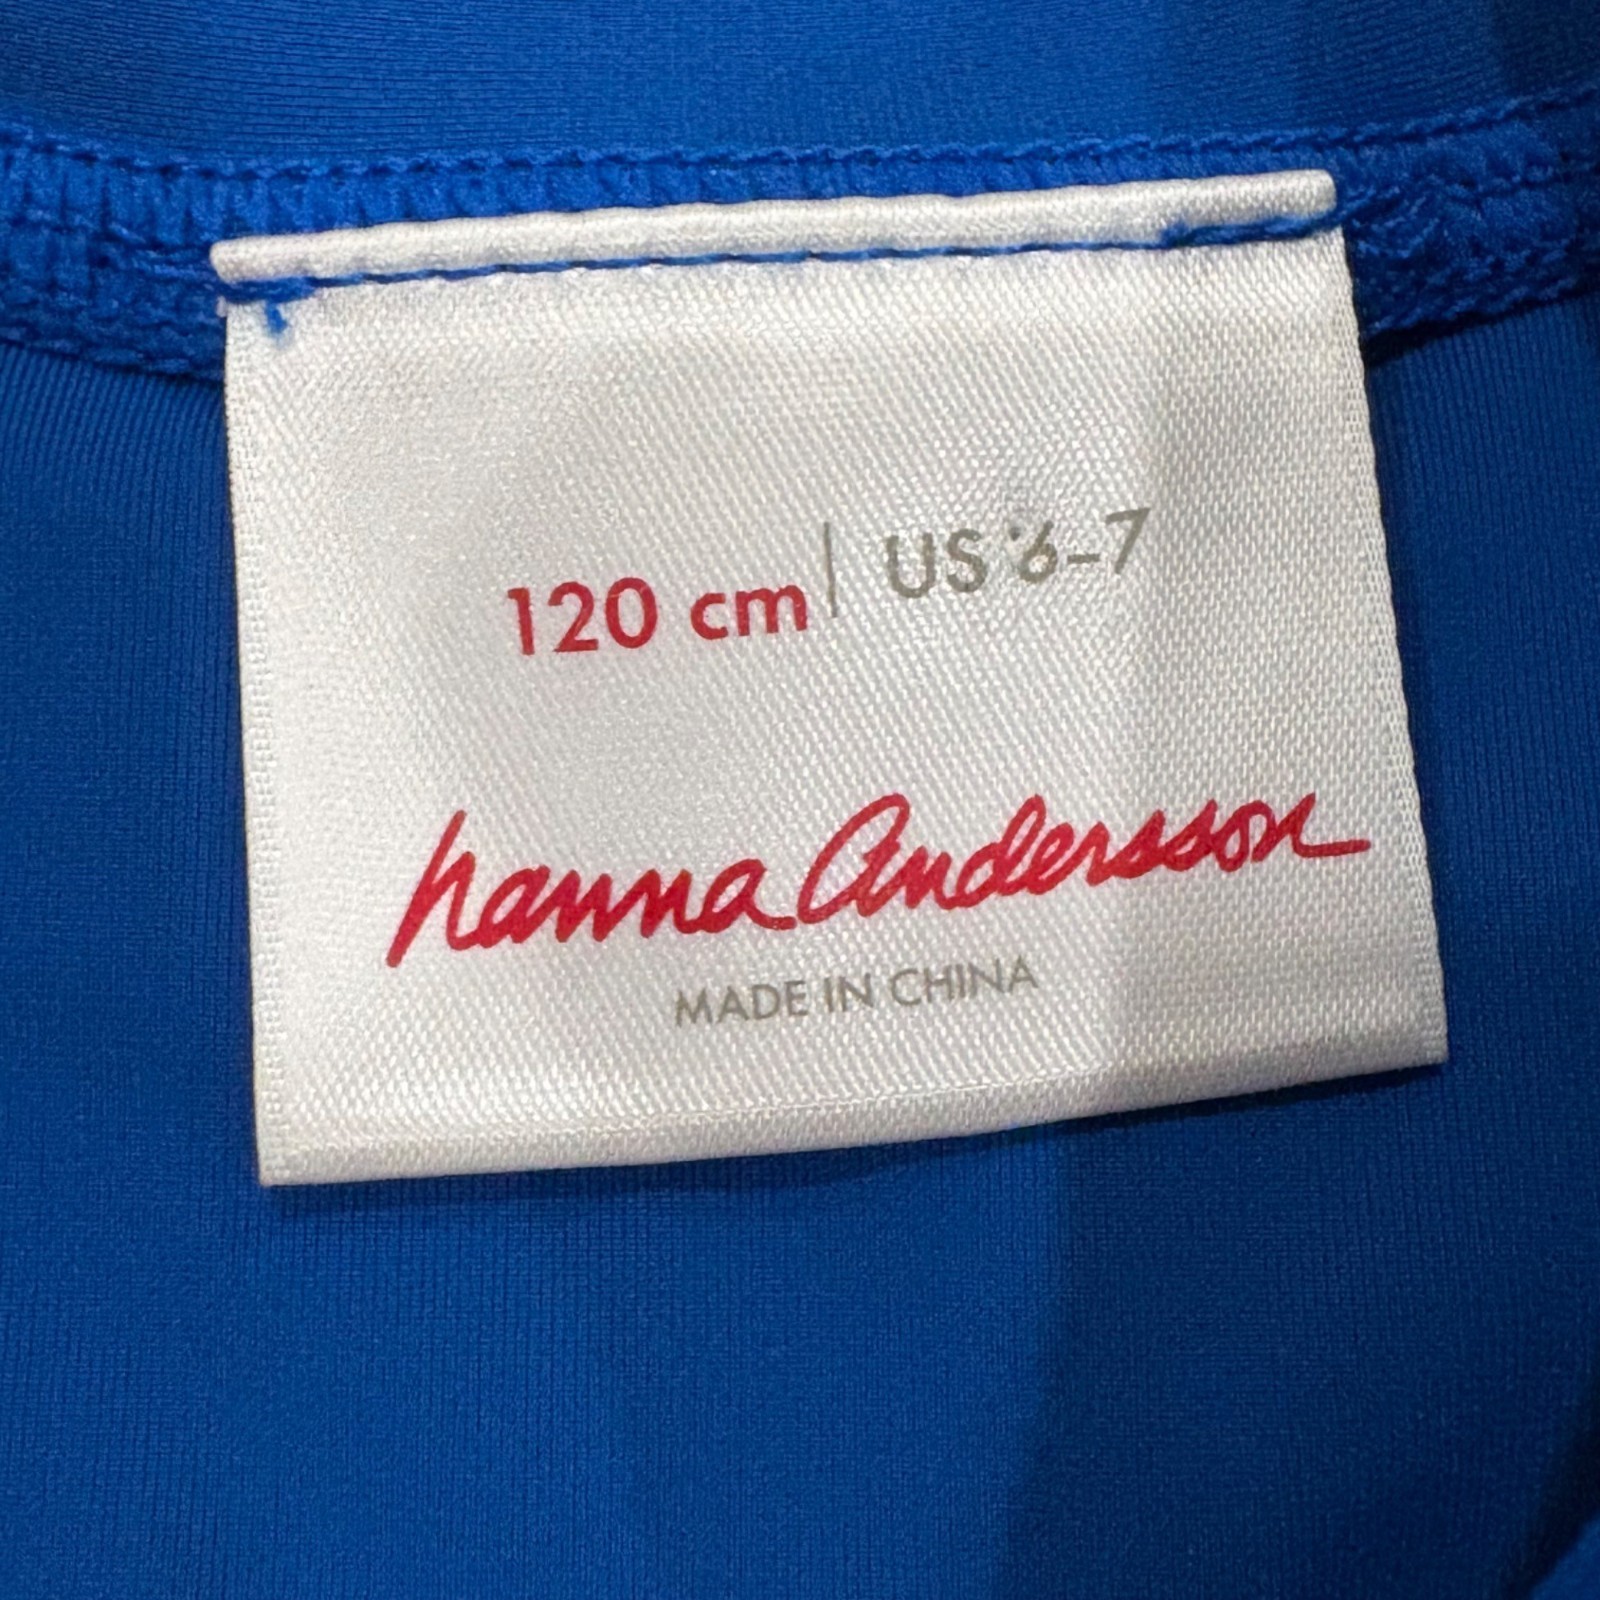 120 cm | US 6-7
hanna Andersson
MADE IN CHINA